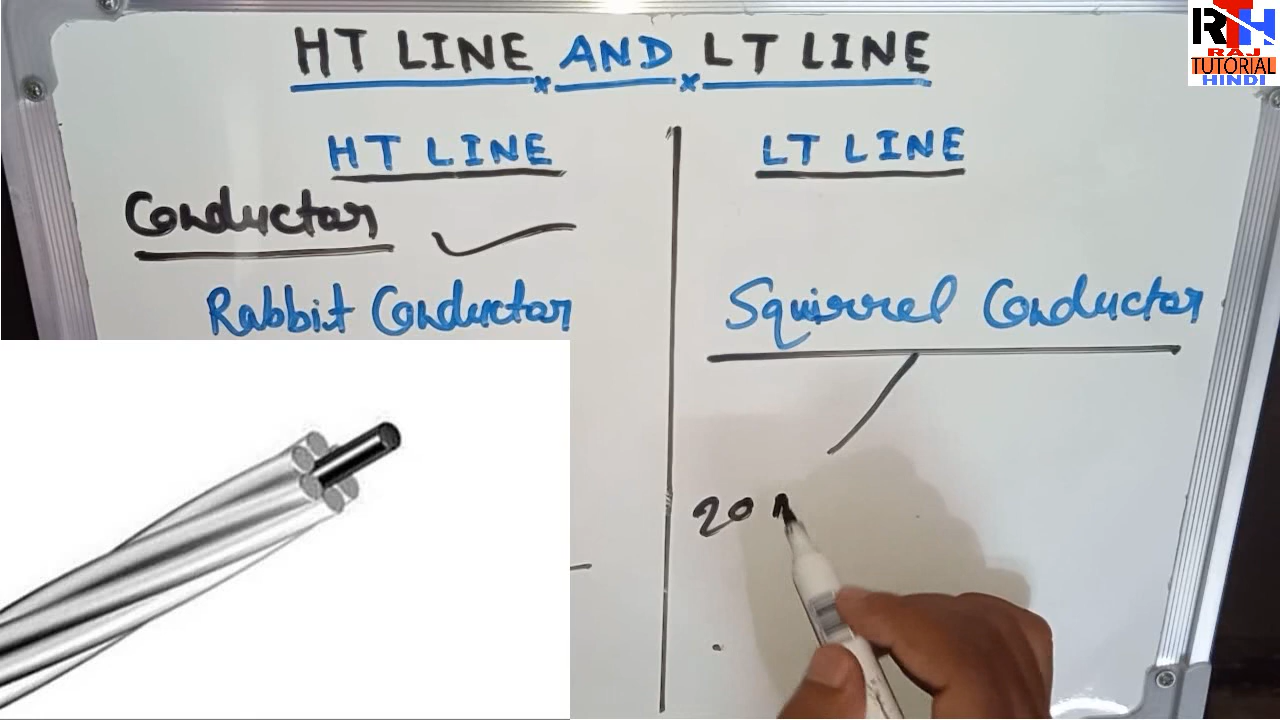 HT LINE AND LT LINE
RTH
RAJ
TUTORIAL
HINDI
HT LINE
LT LINE
Conductor
Rabbit Conductor
Squirrel Conductor
20